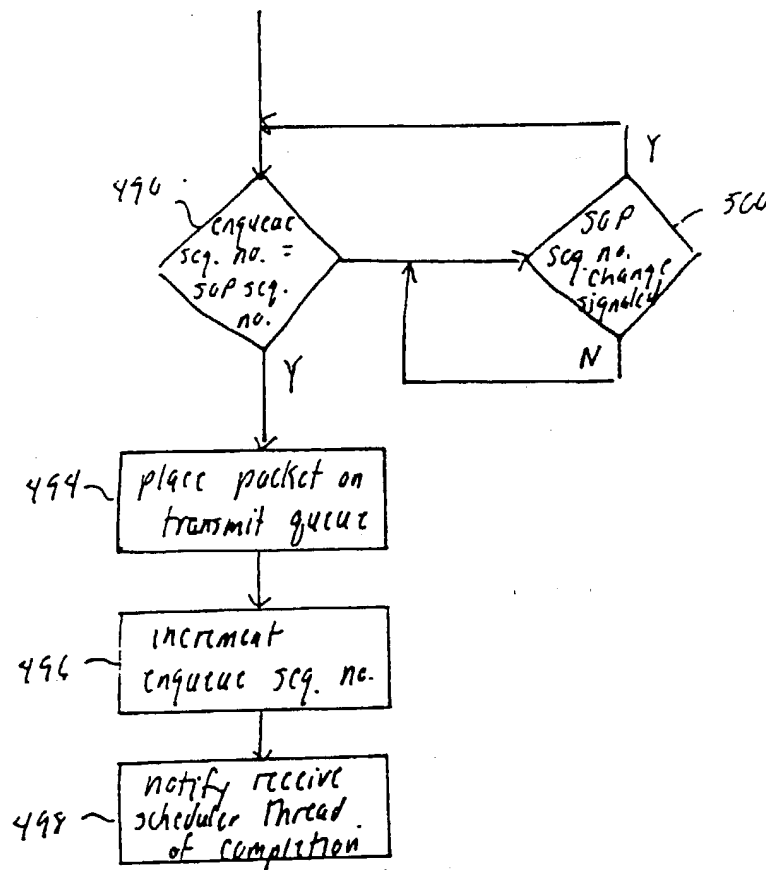 Y
490
enqueue
seq. no. =
SOP seq.
no.
SOP
seq no.
change
signaled
500
N
Y
494
place packet on
transmit queue
496
increment
enqueue seq. no.
498
notify receive
scheduler thread
of completion